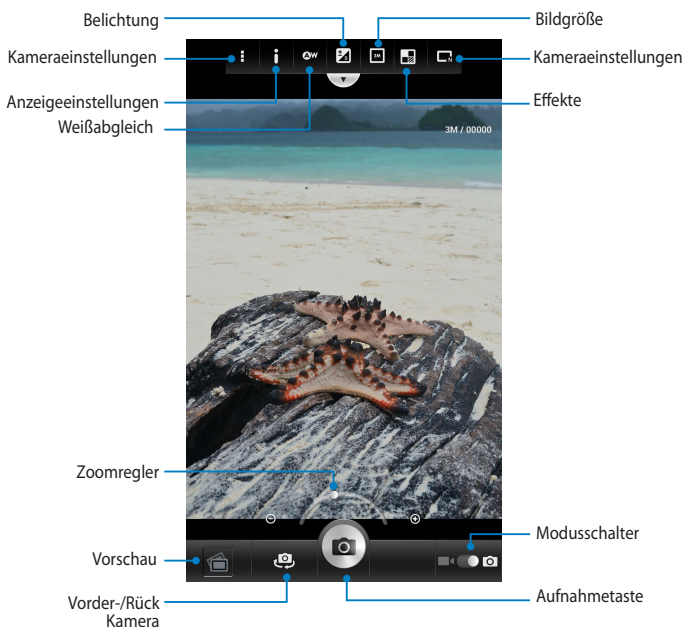 Belichtung
Bildgröße
Kameraeinstellungen
Kameraeinstellungen
Anzeigeeinstellungen
Effekte
Weißabgleich
3M / 00000
Zoomregler
Modusschalter
Vorschau
Aufnahmetaste
Vorder-/Rück
Kamera